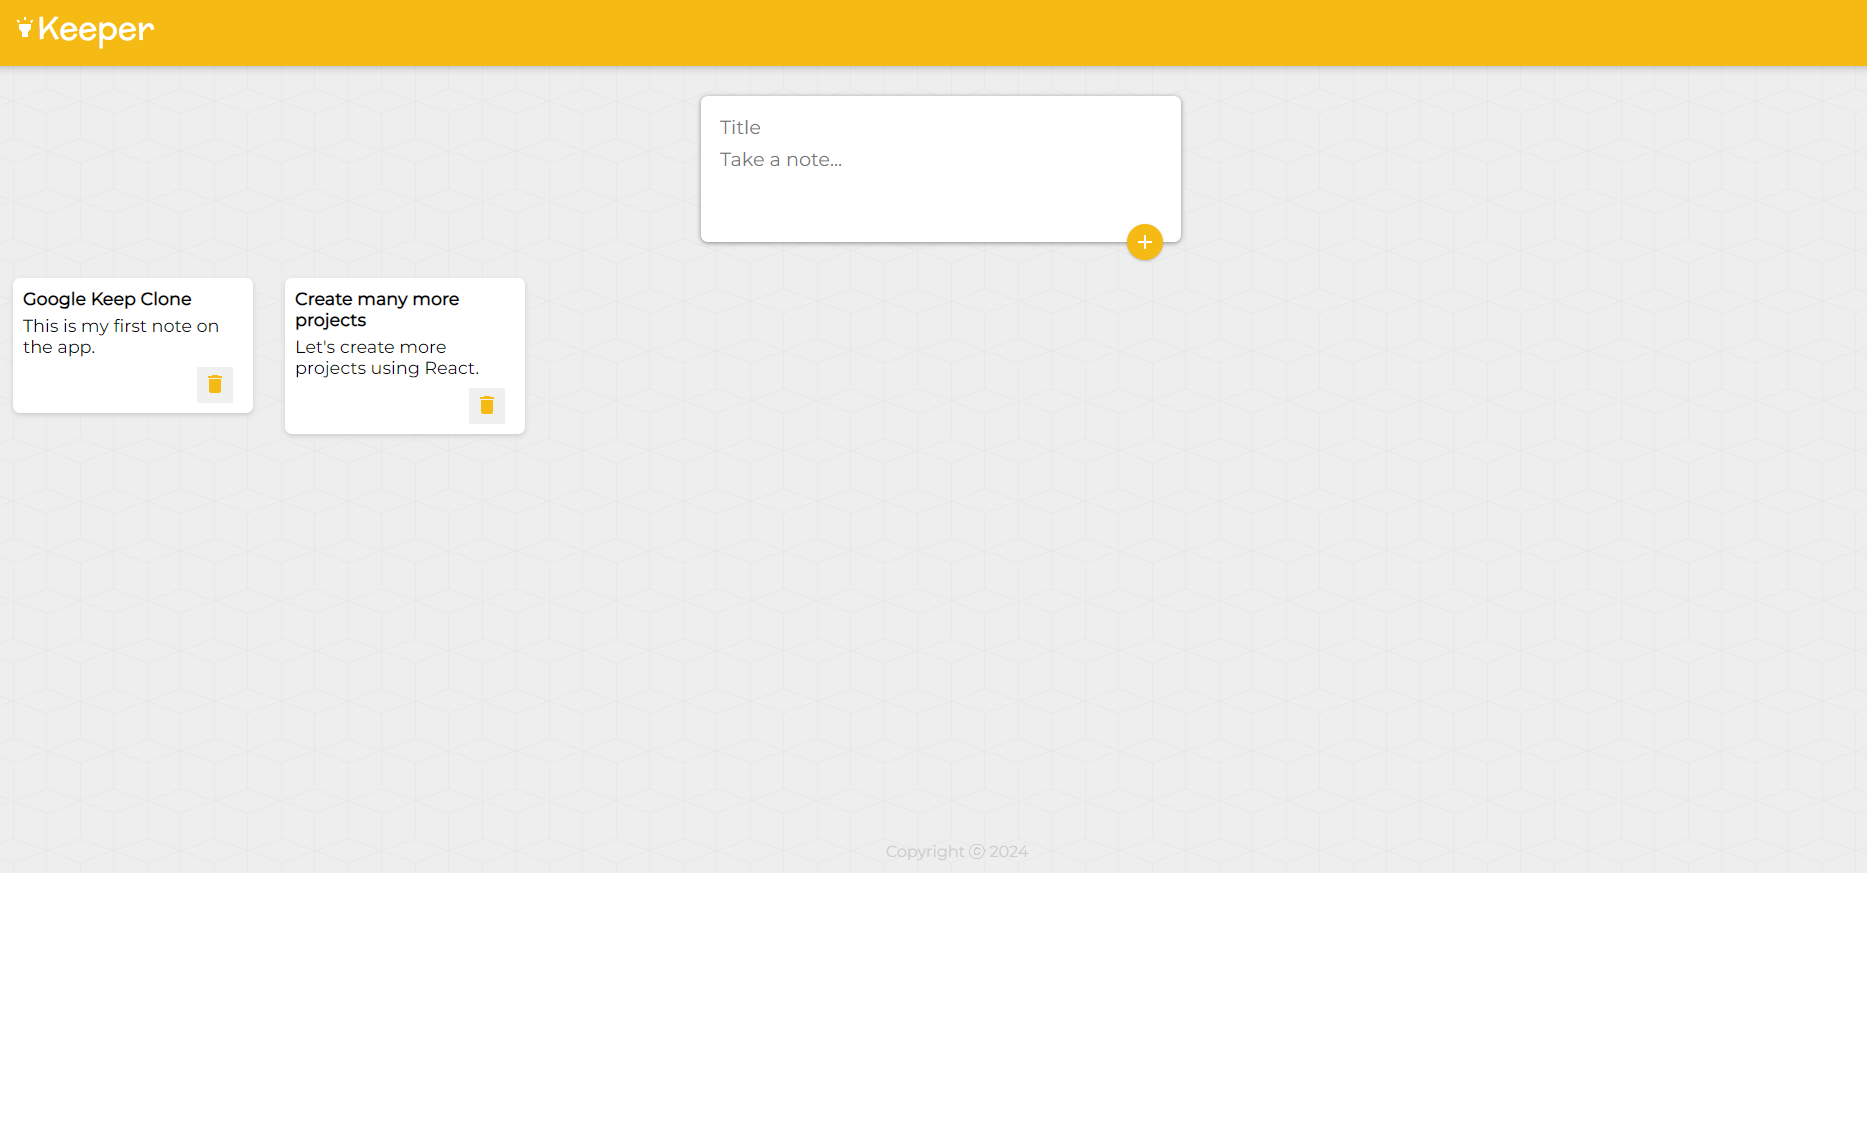 Keeper
Title
Take a note...
Google Keep Clone
This is my first note on
the app.
Create many more
projects
Let's create more
projects using React.
Copyright ⓒ 2024